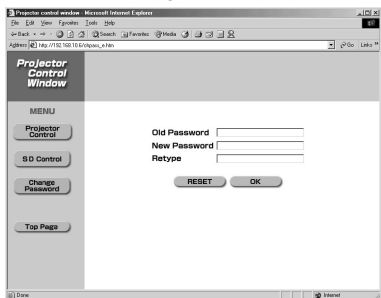 Projector control window - Microsoft Internet Explorer
File Edit View Favorites Tools Help
Back Search Favorites Media
Address http://192.168.10.6/chpass_e.htm Go Links »
Projector
Control
Window
MENU
Projector
Control
SD Control
Change
Password
Top Page
Old Password
New Password
Retype
RESET OK
Done Internet